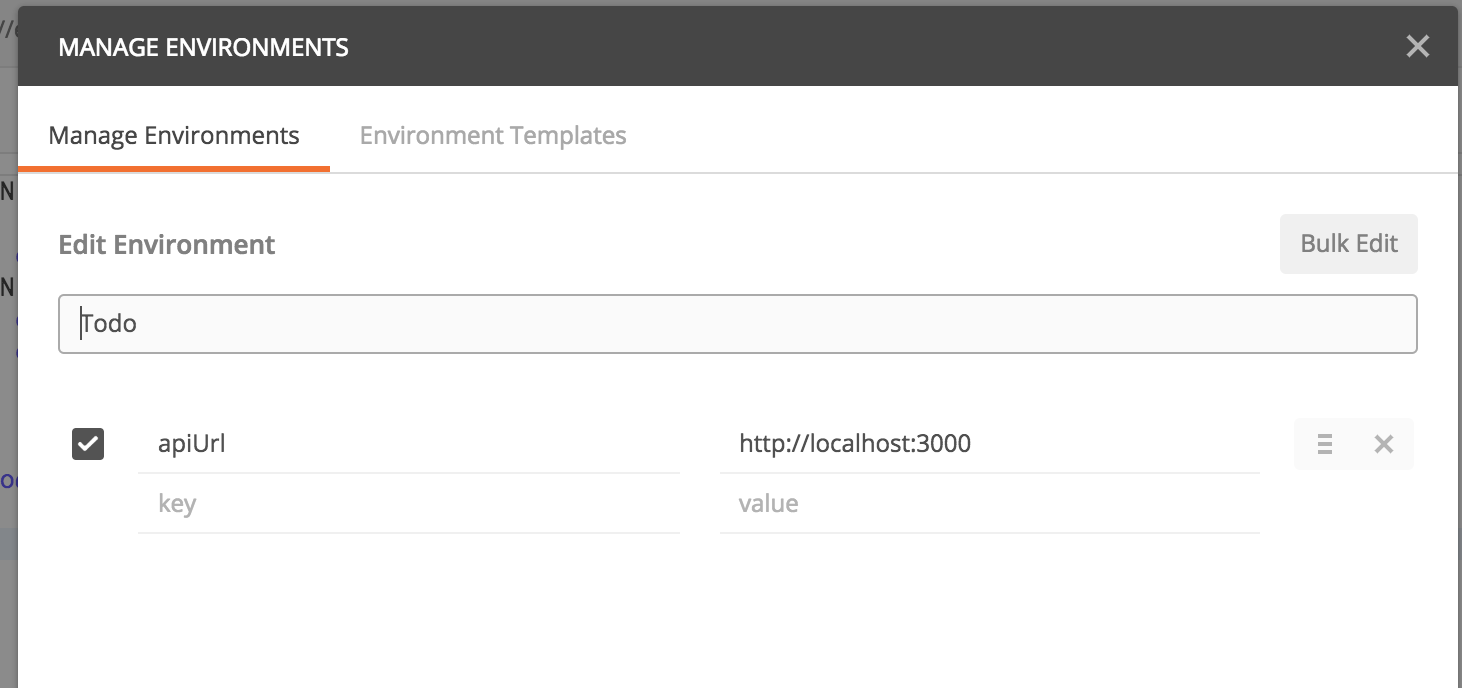 MANAGE ENVIRONMENTS
Manage Environments Environment Templates
Edit Environment Bulk Edit
Todo
apiUrl http://localhost:3000
key value